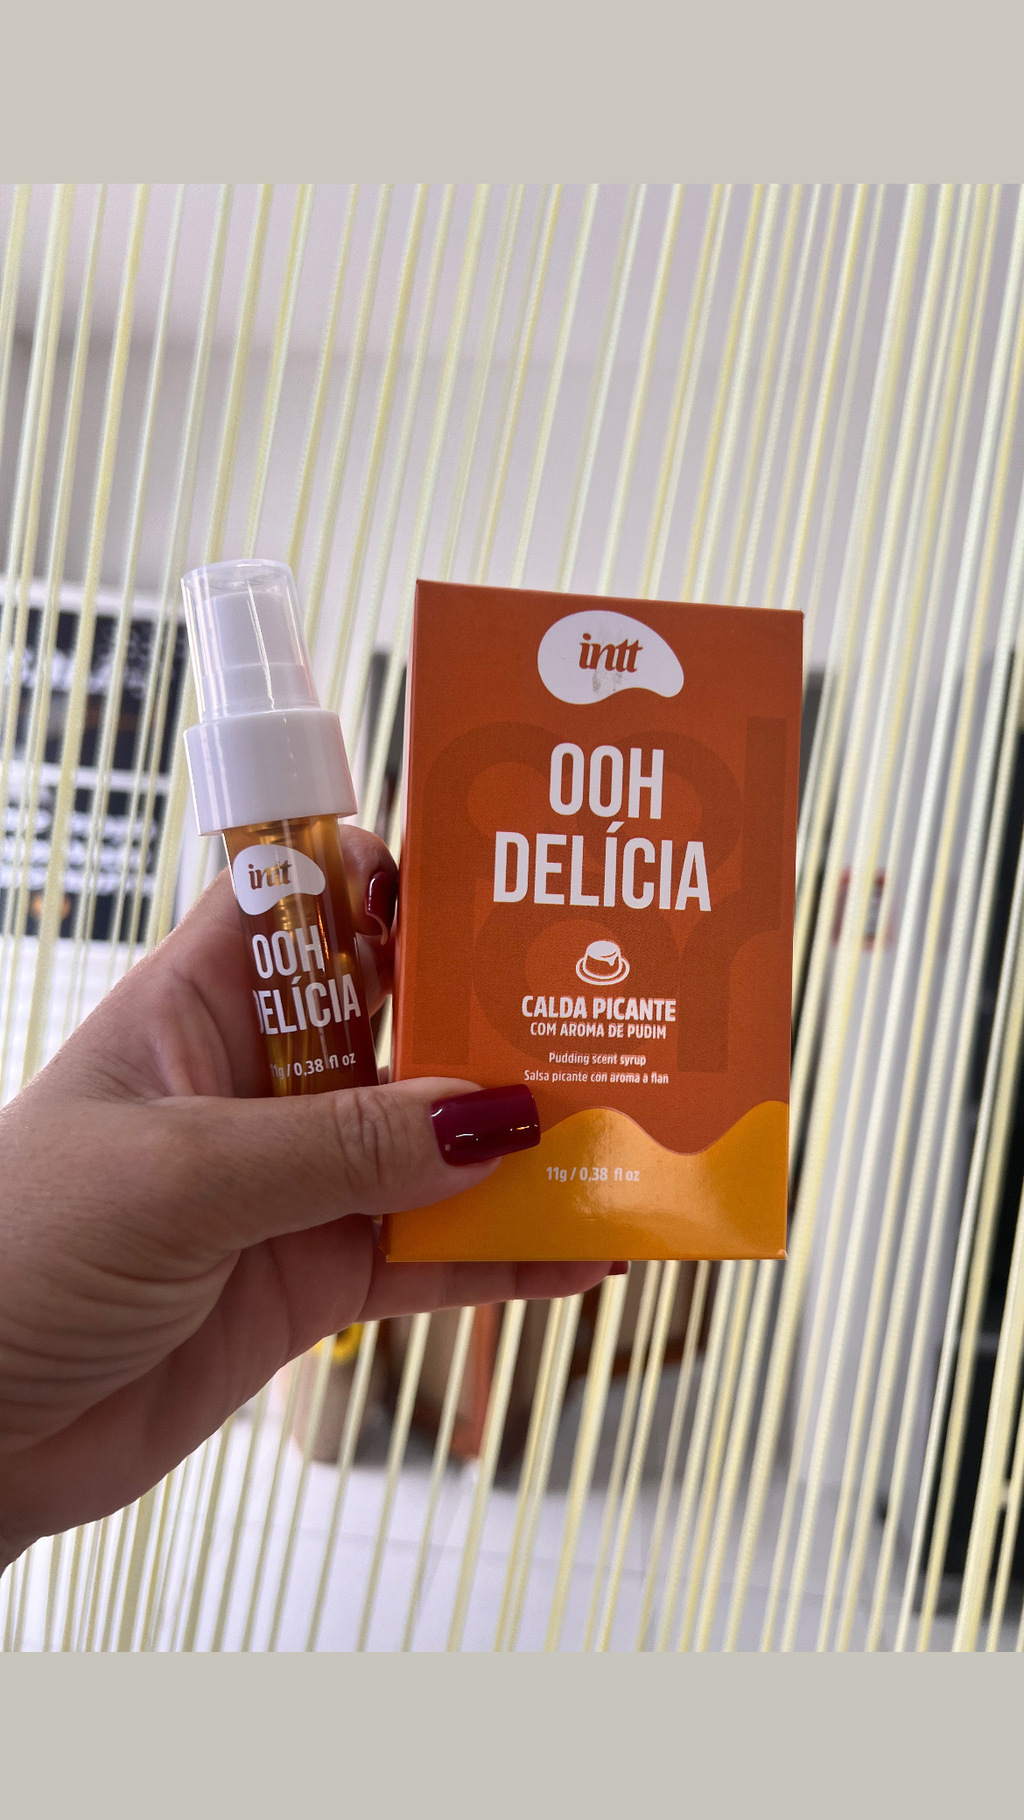 intt
OOH
DELÍCIA
11g / 0,38 fl oz
intt
OOH
DELÍCIA
CALDA PICANTE
COM AROMA DE PUDIM
Pudding scent syrup
Salsa picante con aroma a flan
11g / 0,38 fl oz